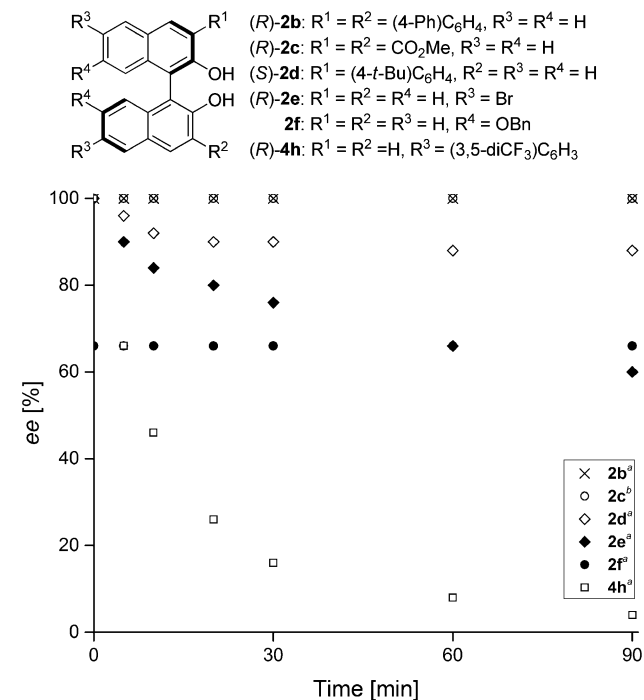 R³ R¹ (R)-2b: R¹ = R² = (4-Ph)C₆H₄, R³ = R⁴ = H
(R)-2c: R¹ = R² = CO₂Me, R³ = R⁴ = H
R⁴ OH (S)-2d: R¹ = (4-t-Bu)C₆H₄, R² = R³ = R⁴ = H
R⁴ OH (R)-2e: R¹ = R² = R⁴ = H, R³ = Br
2f: R¹ = R² = R³ = H, R⁴ = OBn
R³ R² (R)-4h: R¹ = R² =H, R³ = (3,5-diCF₃)C₆H₃
100
80
60
40
20
0
ee [%]
2bᵃ
2cᵇ
2dᵃ
2eᵃ
2fᵃ
4hᵃ
0 30 60 90
Time [min]